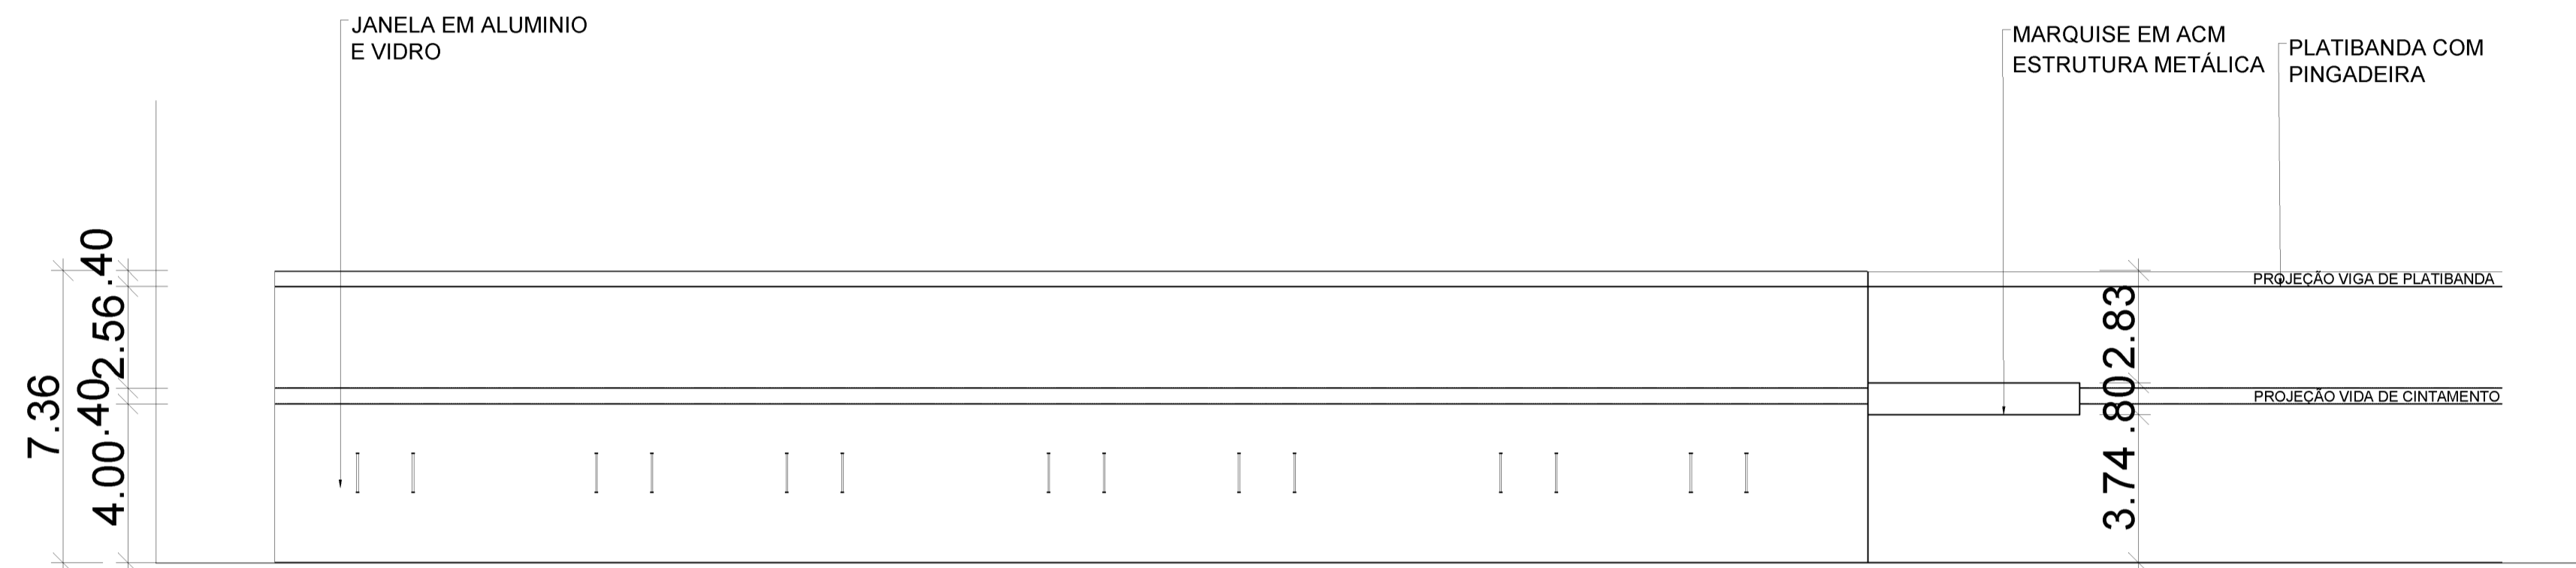 JANELA EM ALUMINIO
E VIDRO
MARQUISE EM ACM
ESTRUTURA METÁLICA
PLATIBANDA COM
PINGADEIRA
.40
2.56
.40
4.00
7.36
PROJEÇÃO VIGA DE PLATIBANDA
2.83
.80
3.74
PROJEÇÃO VIDA DE CINTAMENTO